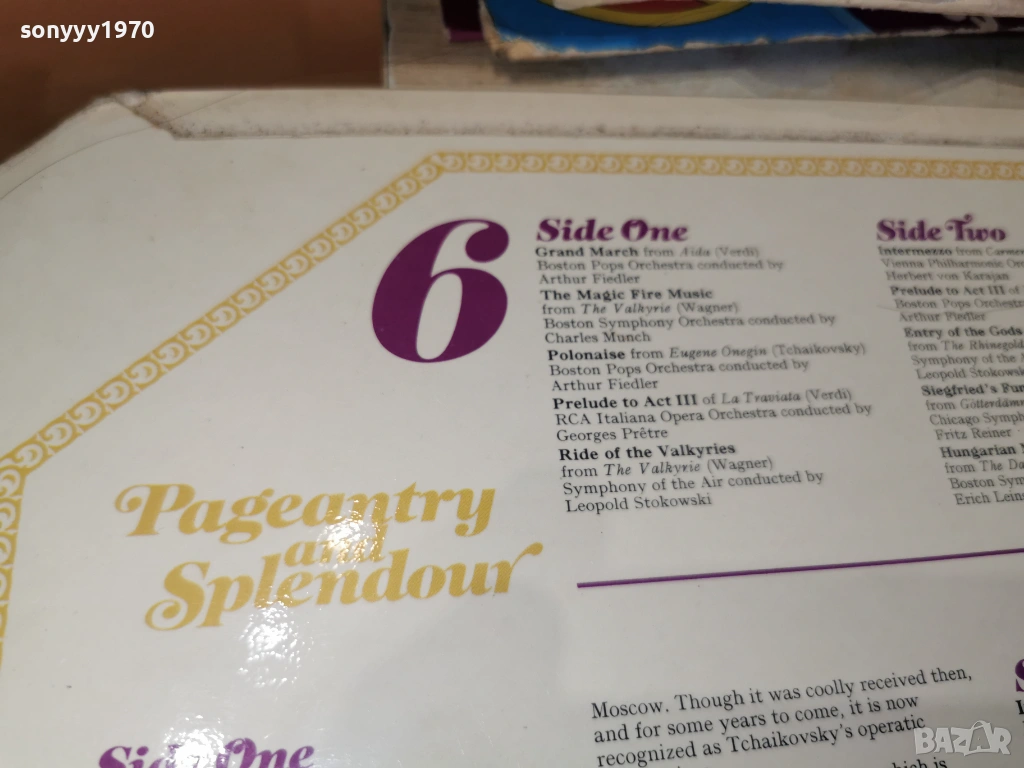 sonyyy1970
6
Side One
Grand March from Aida (Verdi)
Boston Pops Orchestra conducted by
Arthur Fiedler
The Magic Fire Music
from The Valkyrie (Wagner)
Boston Symphony Orchestra conducted by
Charles Munch
Polonaise from Eugene Onegin (Tchaikovsky)
Boston Pops Orchestra conducted by
Arthur Fiedler
Prelude to Act III of La Traviata (Verdi)
RCA Italiana Opera Orchestra conducted by
Georges Prêtre
Ride of the Valkyries
from The Valkyrie (Wagner)
Symphony of the Air conducted by
Leopold Stokowski
Side Two
Intermezzo from
Vienna Philharmonic
Herbert von Karajan
Prelude to Act III of
Boston Pops
Arthur Fiedler
Entry of the Gods
from The
Symphony of the
Leopold
Siegfried's
from
Chicago
Fritz Reiner
Hungarian
from The
Boston
Erich
Pageantry
and
Splendour
Moscow. Though it was coolly received then,
and for some years to come, it is now
recognized as Tchaikovsky's operatic
which is
Side One
BAZAR